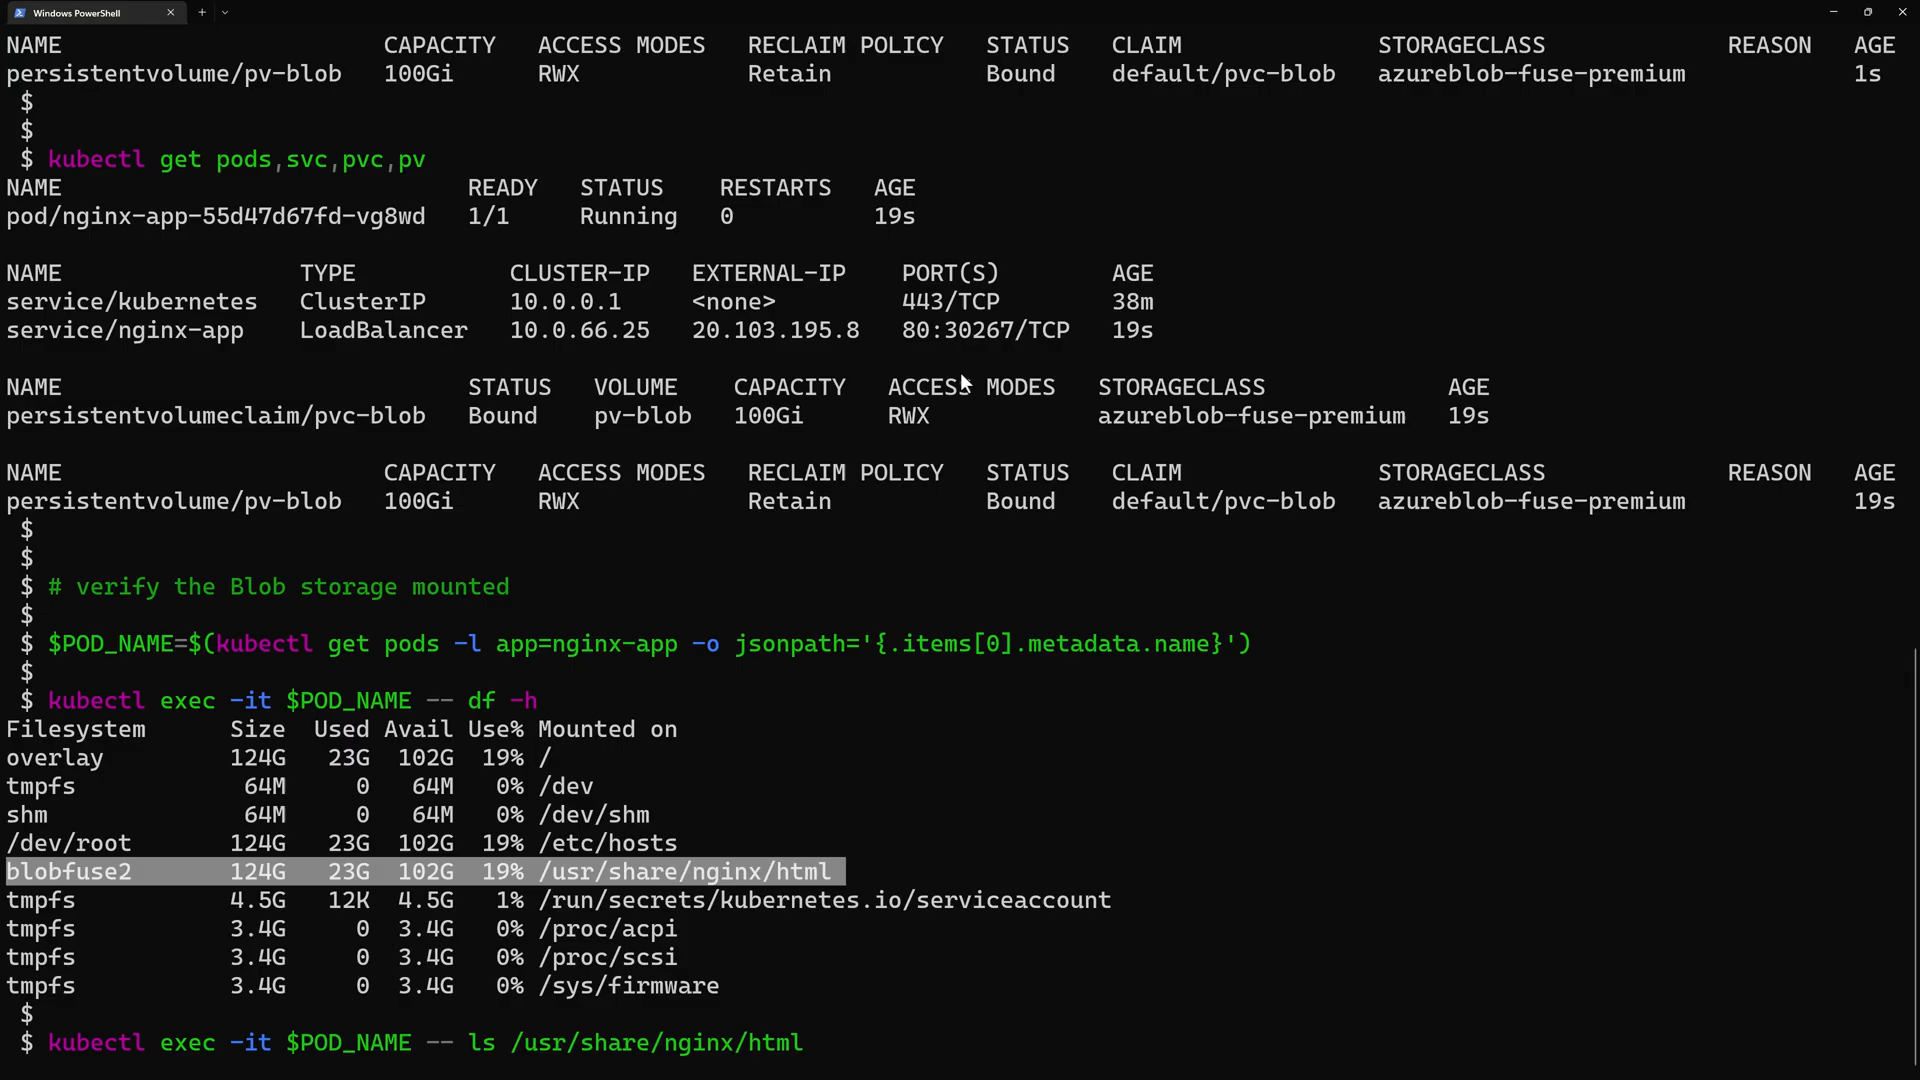 Windows PowerShell
NAME CAPACITY ACCESS MODES RECLAIM POLICY STATUS CLAIM STORAGECLASS REASON AGE
persistentvolume/pv-blob 100Gi RWX Retain Bound default/pvc-blob azureblob-fuse-premium 1s
$
$
$ kubectl get pods,svc,pvc,pv
NAME READY STATUS RESTARTS AGE
pod/nginx-app-55d47d67fd-vg8wd 1/1 Running 0 19s
NAME TYPE CLUSTER-IP EXTERNAL-IP PORT(S) AGE
service/kubernetes ClusterIP 10.0.0.1 <none> 443/TCP 38m
service/nginx-app LoadBalancer 10.0.66.25 20.103.195.8 80:30267/TCP 19s
NAME STATUS VOLUME CAPACITY ACCESS MODES STORAGECLASS AGE
persistentvolumeclaim/pvc-blob Bound pv-blob 100Gi RWX azureblob-fuse-premium 19s
NAME CAPACITY ACCESS MODES RECLAIM POLICY STATUS CLAIM STORAGECLASS REASON AGE
persistentvolume/pv-blob 100Gi RWX Retain Bound default/pvc-blob azureblob-fuse-premium 19s
$
$
$ # verify the Blob storage mounted
$
$ $POD_NAME=$(kubectl get pods -l app=nginx-app -o jsonpath='{.items[0].metadata.name}')
$
$ kubectl exec -it $POD_NAME -- df -h
Filesystem Size Used Avail Use% Mounted on
overlay 124G 23G 102G 19% /
tmpfs 64M 0 64M 0% /dev
shm 64M 0 64M 0% /dev/shm
/dev/root 124G 23G 102G 19% /etc/hosts
blobfuse2 124G 23G 102G 19% /usr/share/nginx/html
tmpfs 4.5G 12K 4.5G 1% /run/secrets/kubernetes.io/serviceaccount
tmpfs 3.4G 0 3.4G 0% /proc/acpi
tmpfs 3.4G 0 3.4G 0% /proc/scsi
tmpfs 3.4G 0 3.4G 0% /sys/firmware
$
$ kubectl exec -it $POD_NAME -- ls /usr/share/nginx/html